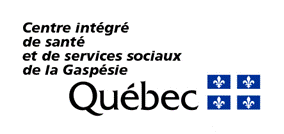 Centre intégré
de santé
et de services sociaux
de la Gaspésie
Québec